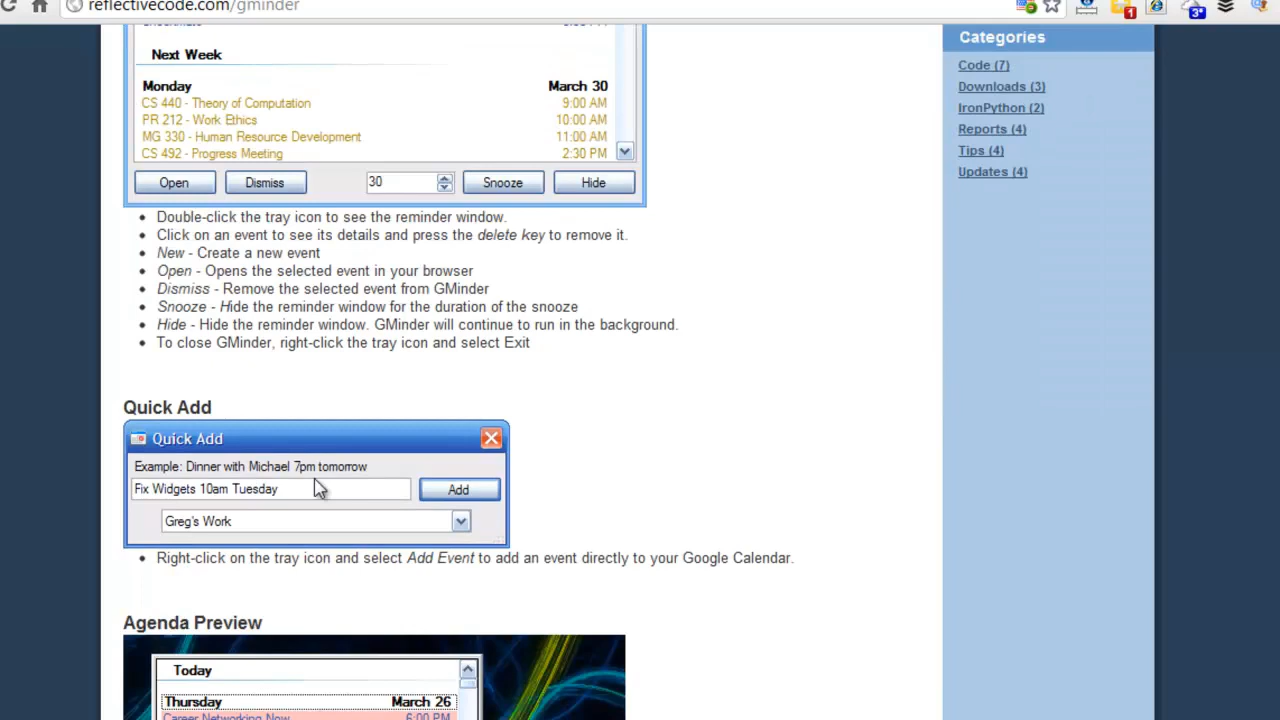 reflectivecode.com/gminder
1
3*
Categories
Code (7)
Downloads (3)
IronPython (2)
Reports (4)
Tips (4)
Updates (4)
Next Week
Monday March 30
CS 440 - Theory of Computation 9:00 AM
PR 212 - Work Ethics 10:00 AM
MG 330 - Human Resource Development 11:00 AM
CS 492 - Progress Meeting 2:30 PM
Open Dismiss 30 Snooze Hide
Double-click the tray icon to see the reminder window.
Click on an event to see its details and press the delete key to remove it.
New - Create a new event
Open - Opens the selected event in your browser
Dismiss - Remove the selected event from GMinder
Snooze - Hide the reminder window for the duration of the snooze
Hide - Hide the reminder window. GMinder will continue to run in the background.
To close GMinder, right-click the tray icon and select Exit
Quick Add
Quick Add
Example: Dinner with Michael 7pm tomorrow
Fix Widgets 10am Tuesday Add
Greg's Work
Right-click on the tray icon and select Add Event to add an event directly to your Google Calendar.
Agenda Preview
Today
Thursday March 26
Career Networking Now 6:00 PM